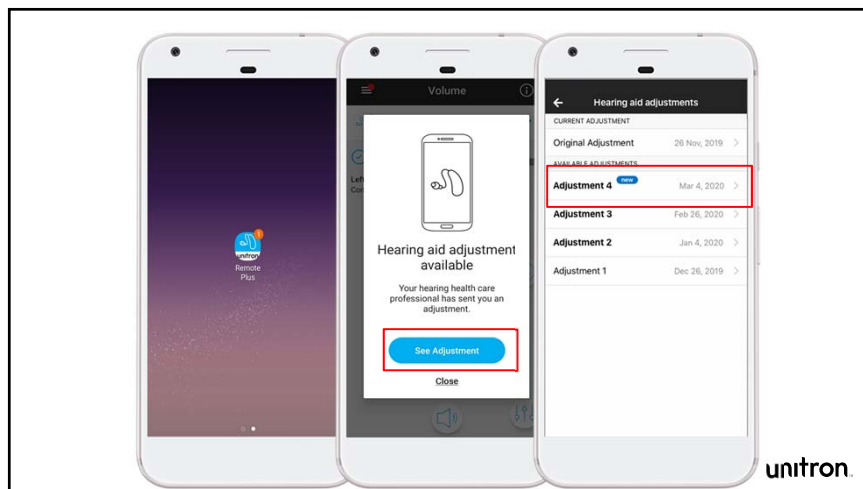 1
unitron
Remote
Plus
Volume
Left
Hearing aid adjustment
available
Your hearing health care
professional has sent you an
adjustment.
See Adjustment
Close
Hearing aid adjustments
CURRENT ADJUSTMENT
Original Adjustment 26 Nov, 2019
AVAILABLE ADJUSTMENTS
Adjustment 4 new Mar 4, 2020
Adjustment 3 Feb 26, 2020
Adjustment 2 Jan 4, 2020
Adjustment 1 Dec 26, 2019
unitron